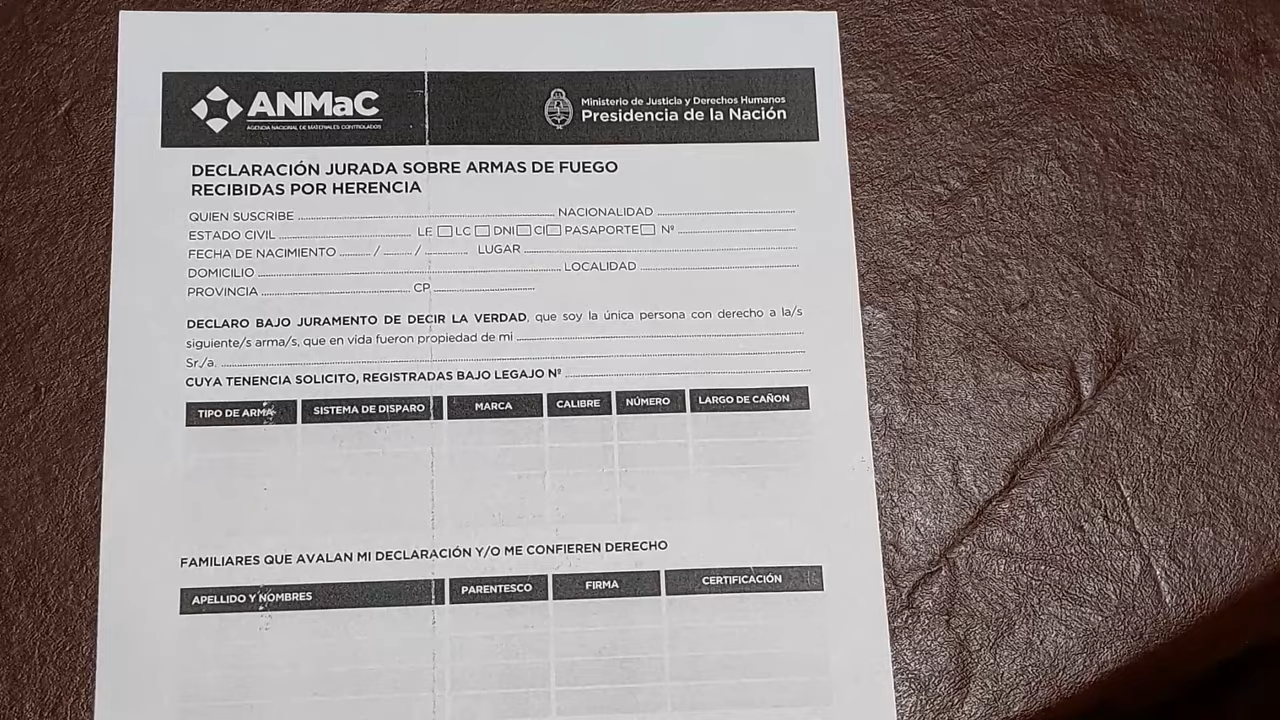 ANMaC
AGENCIA NACIONAL DE MATERIALES CONTROLADOS
Ministerio de Justicia y Derechos Humanos
Presidencia de la Nación
DECLARACIÓN JURADA SOBRE ARMAS DE FUEGO
RECIBIDAS POR HERENCIA
QUIEN SUSCRIBE ........ NACIONALIDAD ........
ESTADO CIVIL ........ LE LC DNI CI PASAPORTE Nº ........
FECHA DE NACIMIENTO ........ / ........ / ........ LUGAR ........
DOMICILIO ........ LOCALIDAD ........
PROVINCIA ........ CP ........
DECLARO BAJO JURAMENTO DE DECIR LA VERDAD, que soy la única persona con derecho a la/s
siguiente/s arma/s, que en vida fueron propiedad de mi ........
Sr./a. ........
CUYA TENENCIA SOLICITO, REGISTRADAS BAJO LEGAJO Nº ........
TIPO DE ARMA SISTEMA DE DISPARO MARCA CALIBRE NÚMERO LARGO DE CAÑON
FAMILIARES QUE AVALAN MI DECLARACIÓN Y/O ME CONFIEREN DERECHO
APELLIDO Y NOMBRES PARENTESCO FIRMA CERTIFICACIÓN